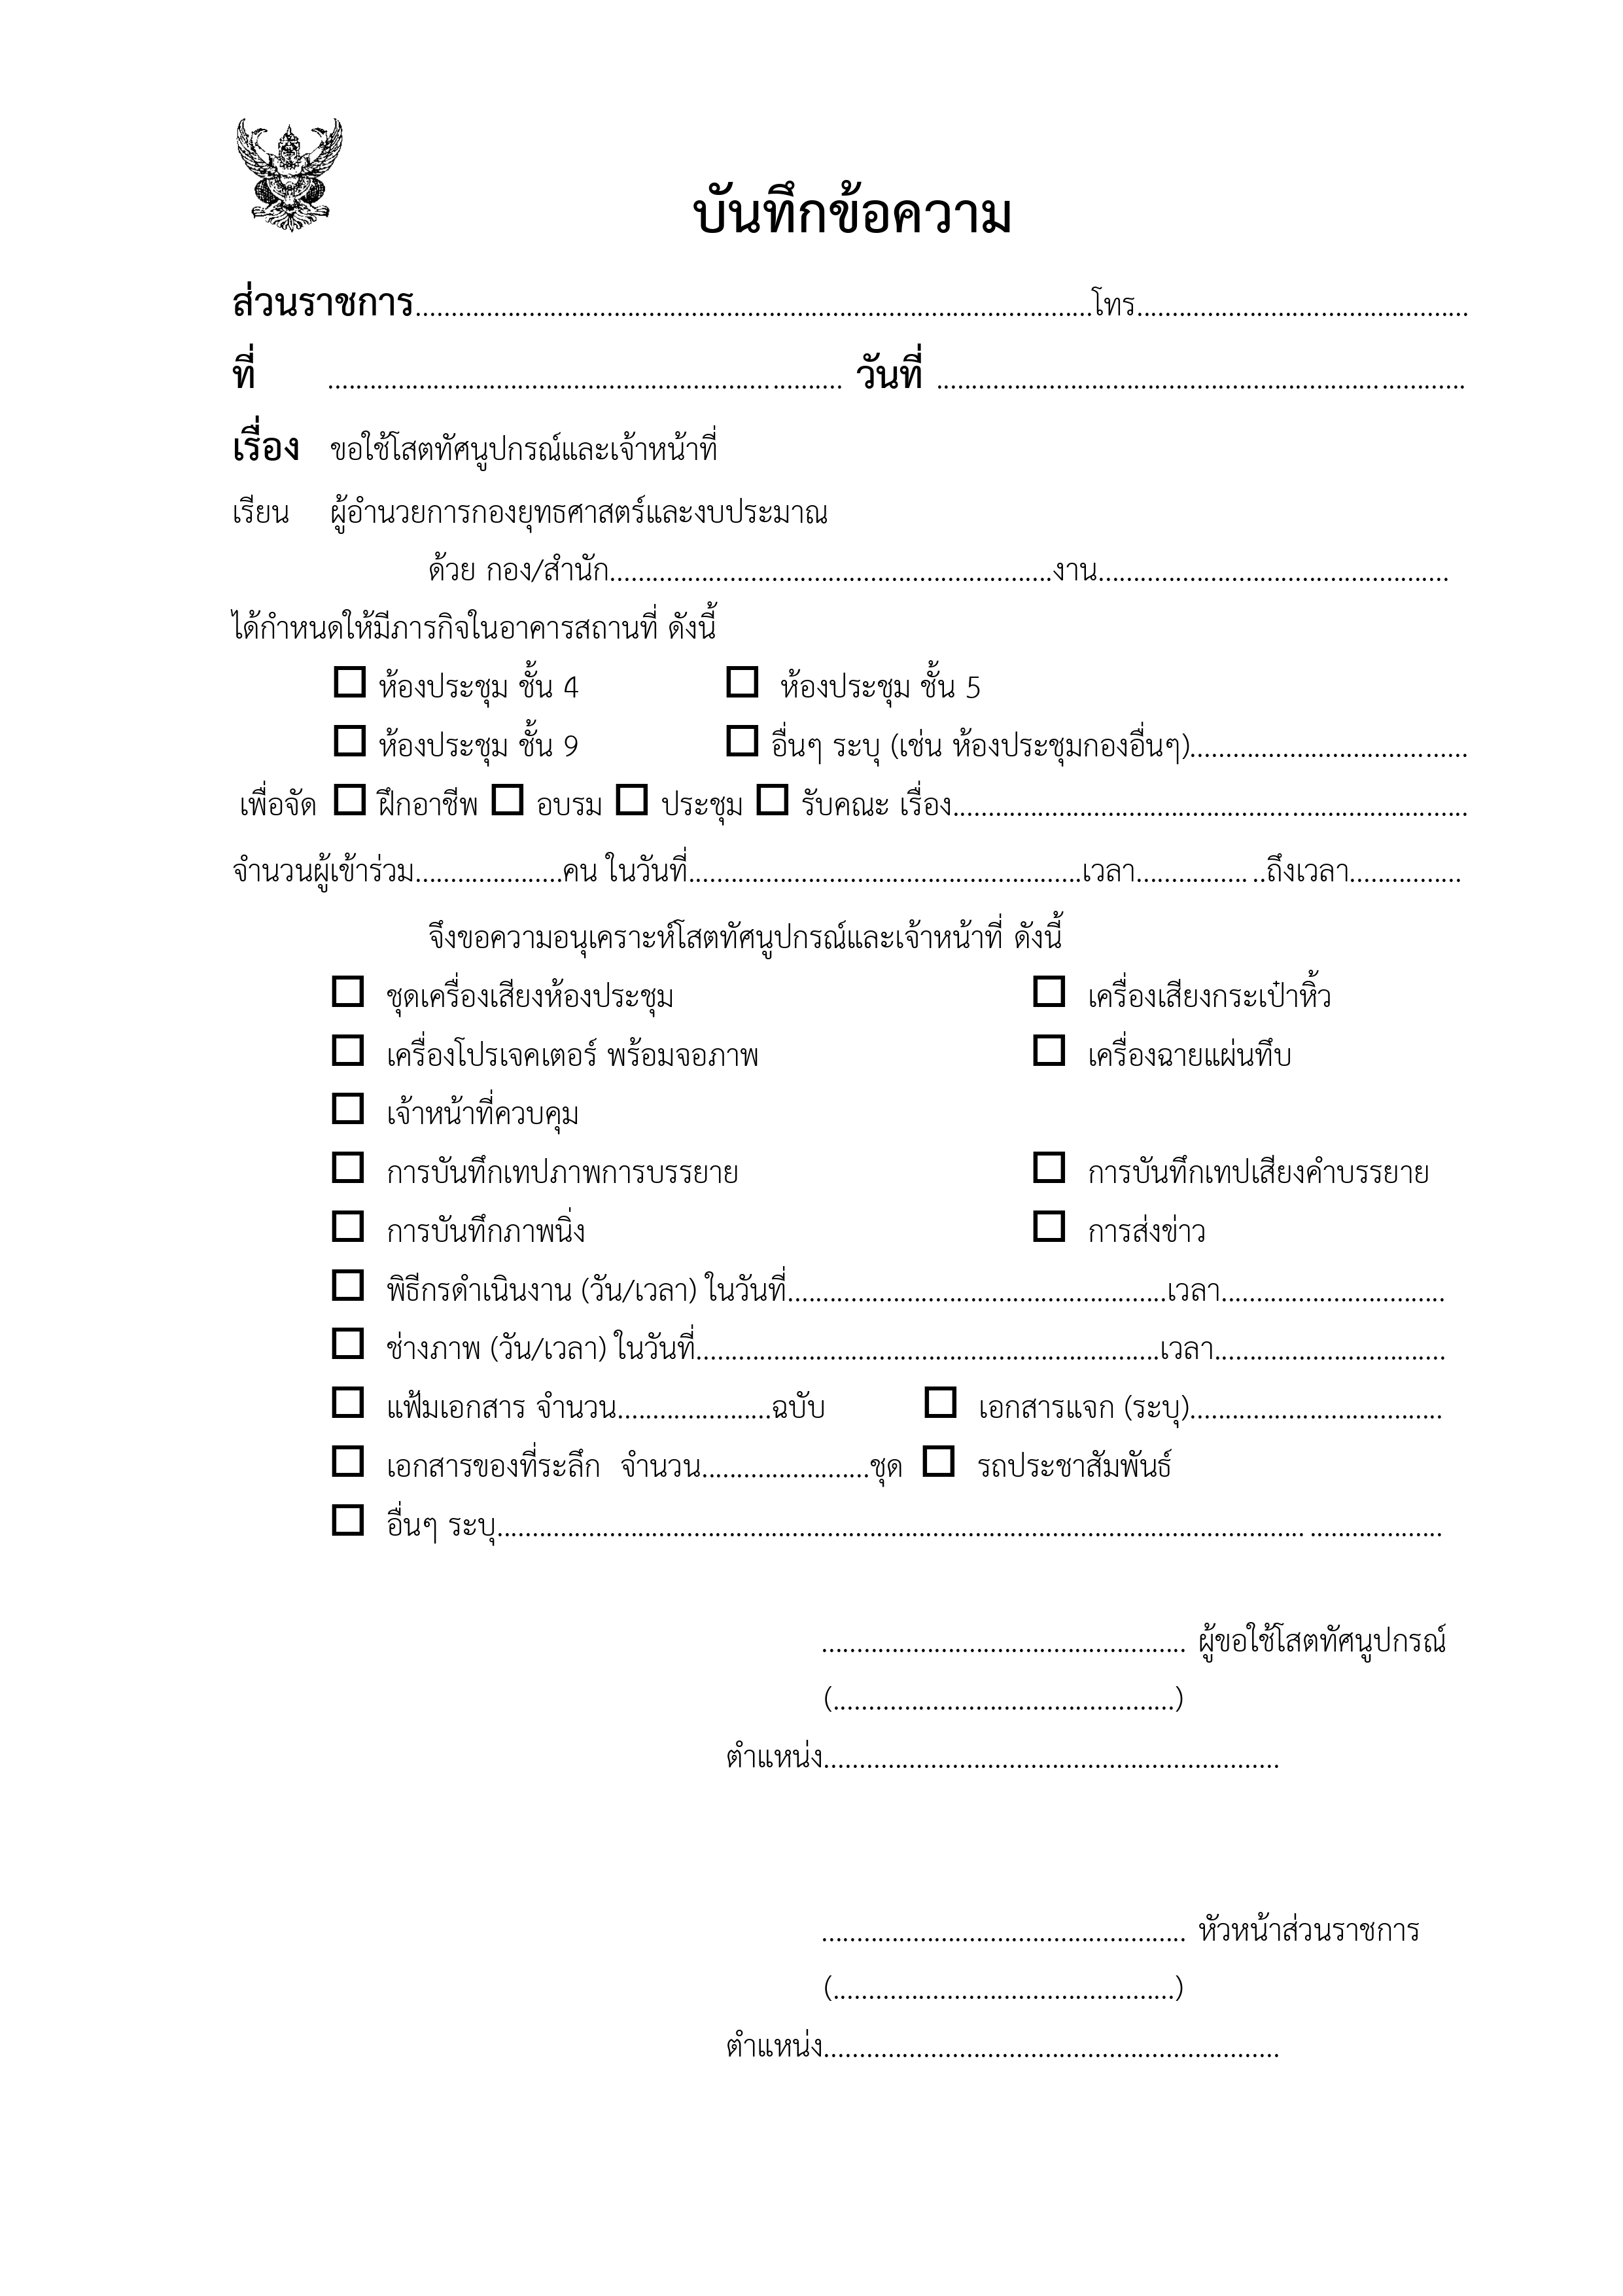 บันทึกข้อความ
ส่วนราชการ................................................................................................โทร...............................................
ที่ ......................................................................... วันที่ ...........................................................................
เรื่อง ขอใช้โสตทัศนูปกรณ์และเจ้าหน้าที่
เรียน ผู้อำนวยการกองยุทธศาสตร์และงบประมาณ
ด้วย กอง/สำนัก...............................................................งาน..................................................
ได้กำหนดให้มีภารกิจในอาคารสถานที่ ดังนี้
☐ ห้องประชุม ชั้น 4 ☐ ห้องประชุม ชั้น 5
☐ ห้องประชุม ชั้น 9 ☐ อื่นๆ ระบุ (เช่น ห้องประชุมกองอื่นๆ).......................................
เพื่อจัด ☐ ฝึกอาชีพ ☐ อบรม ☐ ประชุม ☐ รับคณะ เรื่อง.........................................................................
จำนวนผู้เข้าร่วม.....................คน ในวันที่.......................................................เวลา................ ..ถึงเวลา................
จึงขอความอนุเคราะห์โสตทัศนูปกรณ์และเจ้าหน้าที่ ดังนี้
☐ ชุดเครื่องเสียงห้องประชุม ☐ เครื่องเสียงกระเป๋าหิ้ว
☐ เครื่องโปรเจคเตอร์ พร้อมจอภาพ ☐ เครื่องฉายแผ่นทึบ
☐ เจ้าหน้าที่ควบคุม
☐ การบันทึกเทปภาพการบรรยาย ☐ การบันทึกเทปเสียงคำบรรยาย
☐ การบันทึกภาพนิ่ง ☐ การส่งข่าว
☐ พิธีกรดำเนินงาน (วัน/เวลา) ในวันที่......................................................เวลา................................
☐ ช่างภาพ (วัน/เวลา) ในวันที่..................................................................เวลา.................................
☐ แฟ้มเอกสาร จำนวน......................ฉบับ ☐ เอกสารแจก (ระบุ)....................................
☐ เอกสารของที่ระลึก จำนวน........................ชุด ☐ รถประชาสัมพันธ์
☐ อื่นๆ ระบุ................................................................................................................... ...................
.................................................... ผู้ขอใช้โสตทัศนูปกรณ์
(.................................................)
ตำแหน่ง.................................................................
.................................................... หัวหน้าส่วนราชการ
(.................................................)
ตำแหน่ง.................................................................